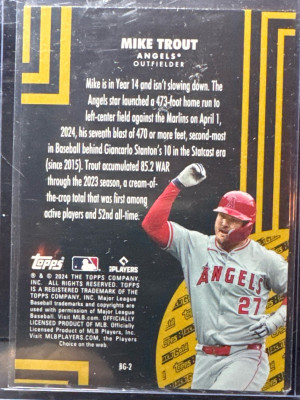 MIKE TROUT
ANGELS®
OUTFIELDER
Mike is in Year 14 and isn't slowing down. The
Angels star launched a 473-foot home run to
left-center field against the Marlins on April 1,
2024, his seventh blast of 470 or more feet, second-most
in Baseball behind Giancarlo Stanton's 10 in the Statcast era
(since 2015). Trout accumulated 85.2 WAR
through the 2023 season, a cream-of-
the-crop total that was first among
active players and 52nd all-time.
ANGELS
27
Topps
MLB PLAYERS
® & © 2024 THE TOPPS COMPANY,
INC. ALL RIGHTS RESERVED. TOPPS
IS A REGISTERED TRADEMARK OF THE
TOPPS COMPANY, INC. Major League
Baseball trademarks and copyrights
are used with permission of Major League
Baseball. Visit MLB.com. OFFICIALLY
LICENSED PRODUCT OF MLB. Officially
Licensed Product of MLB Players, Inc.
Visit MLBPLAYERS.com, the Players
Choice on the web.
BG-2